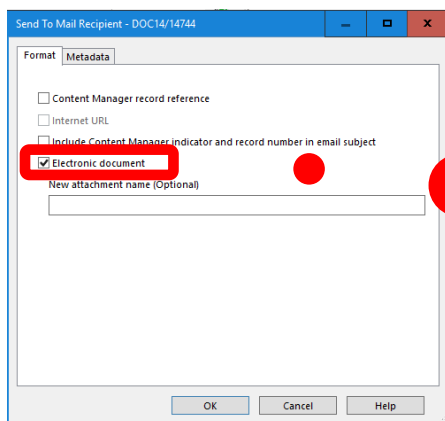 Send To Mail Recipient - DOC14/14744
Format Metadata
Content Manager record reference
Internet URL
Include Content Manager indicator and record number in email subject
Electronic document
New attachment name (Optional)
OK Cancel Help